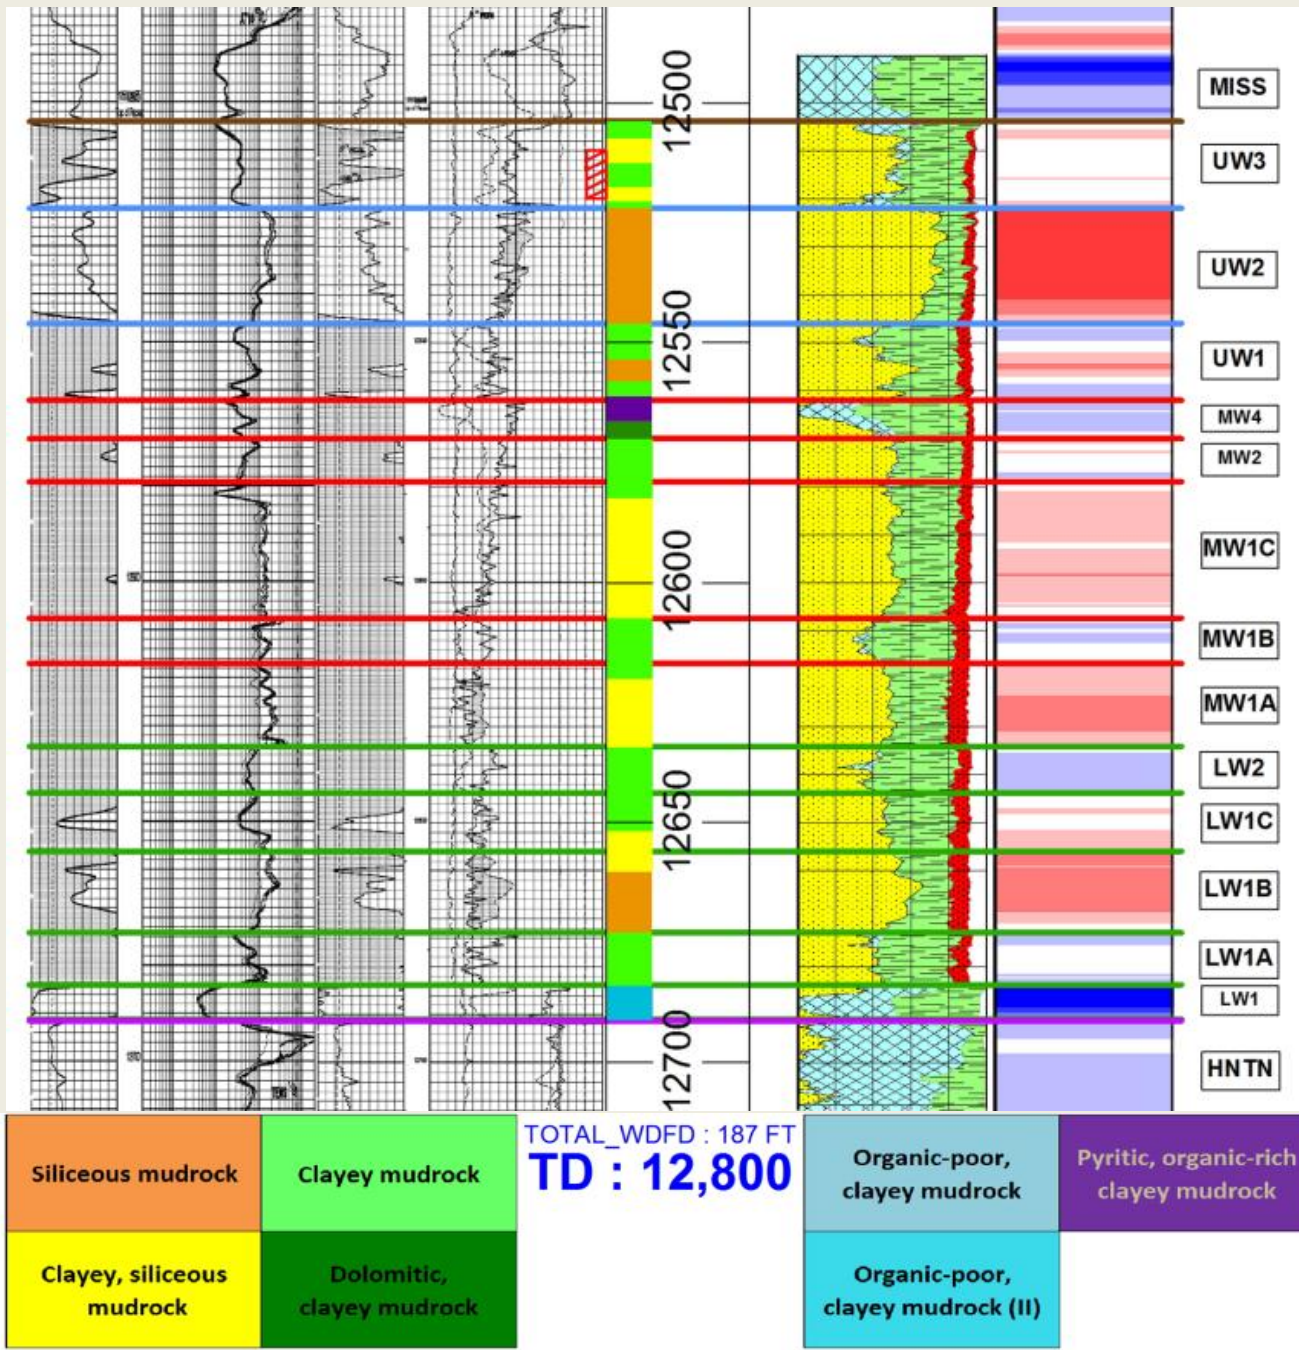 12500
12550
12600
12650
12700
MISS
UW3
UW2
UW1
MW4
MW2
MW1C
MW1B
MW1A
LW2
LW1C
LW1B
LW1A
LW1
HNTN
Siliceous mudrock
Clayey mudrock
TOTAL_WDFD : 187 FT
TD : 12,800
Organic-poor,
clayey mudrock
Pyritic, organic-rich
clayey mudrock
Clayey, siliceous
mudrock
Dolomitic,
clayey mudrock
Organic-poor,
clayey mudrock (II)